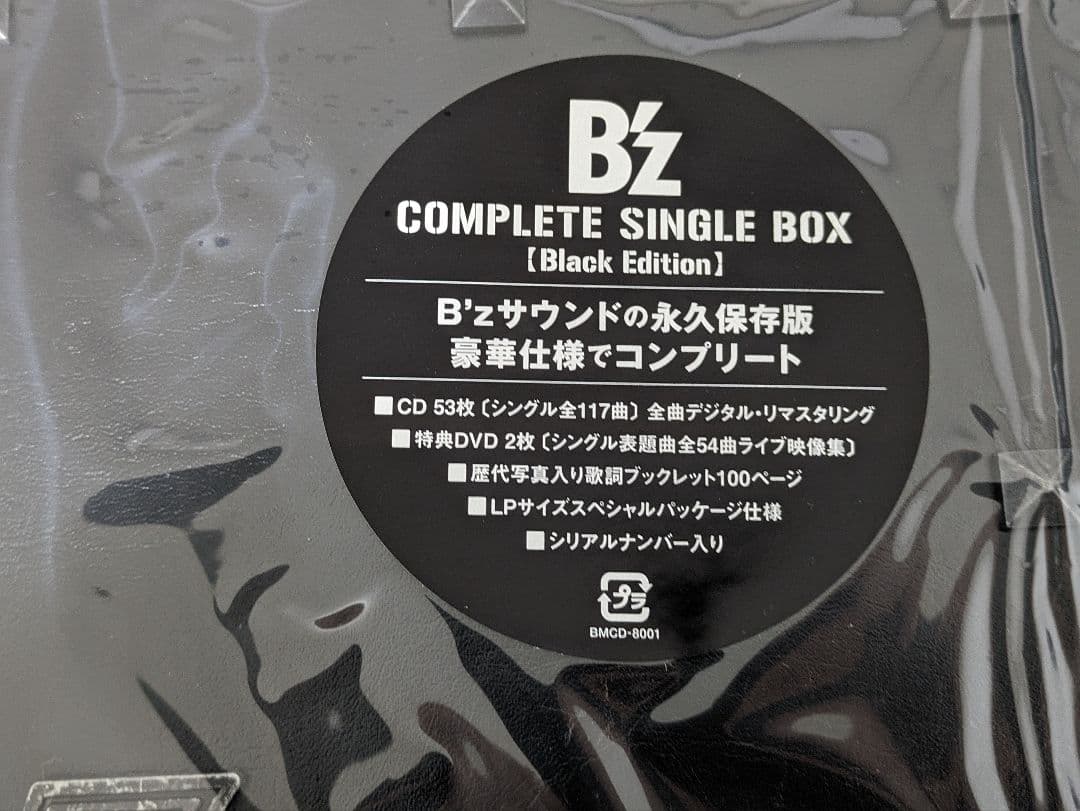 B'z
COMPLETE SINGLE BOX
【Black Edition】
B'zサウンドの永久保存版
豪華仕様でコンプリート
■CD 53枚〔シングル全117曲〕全曲デジタル・リマスタリング
■特典DVD 2枚〔シングル表題曲全54曲ライブ映像集〕
■歴代写真入り歌詞ブックレット100ページ
■LPサイズスペシャルパッケージ仕様
■シリアルナンバー入り
プラ
BMCD-8001